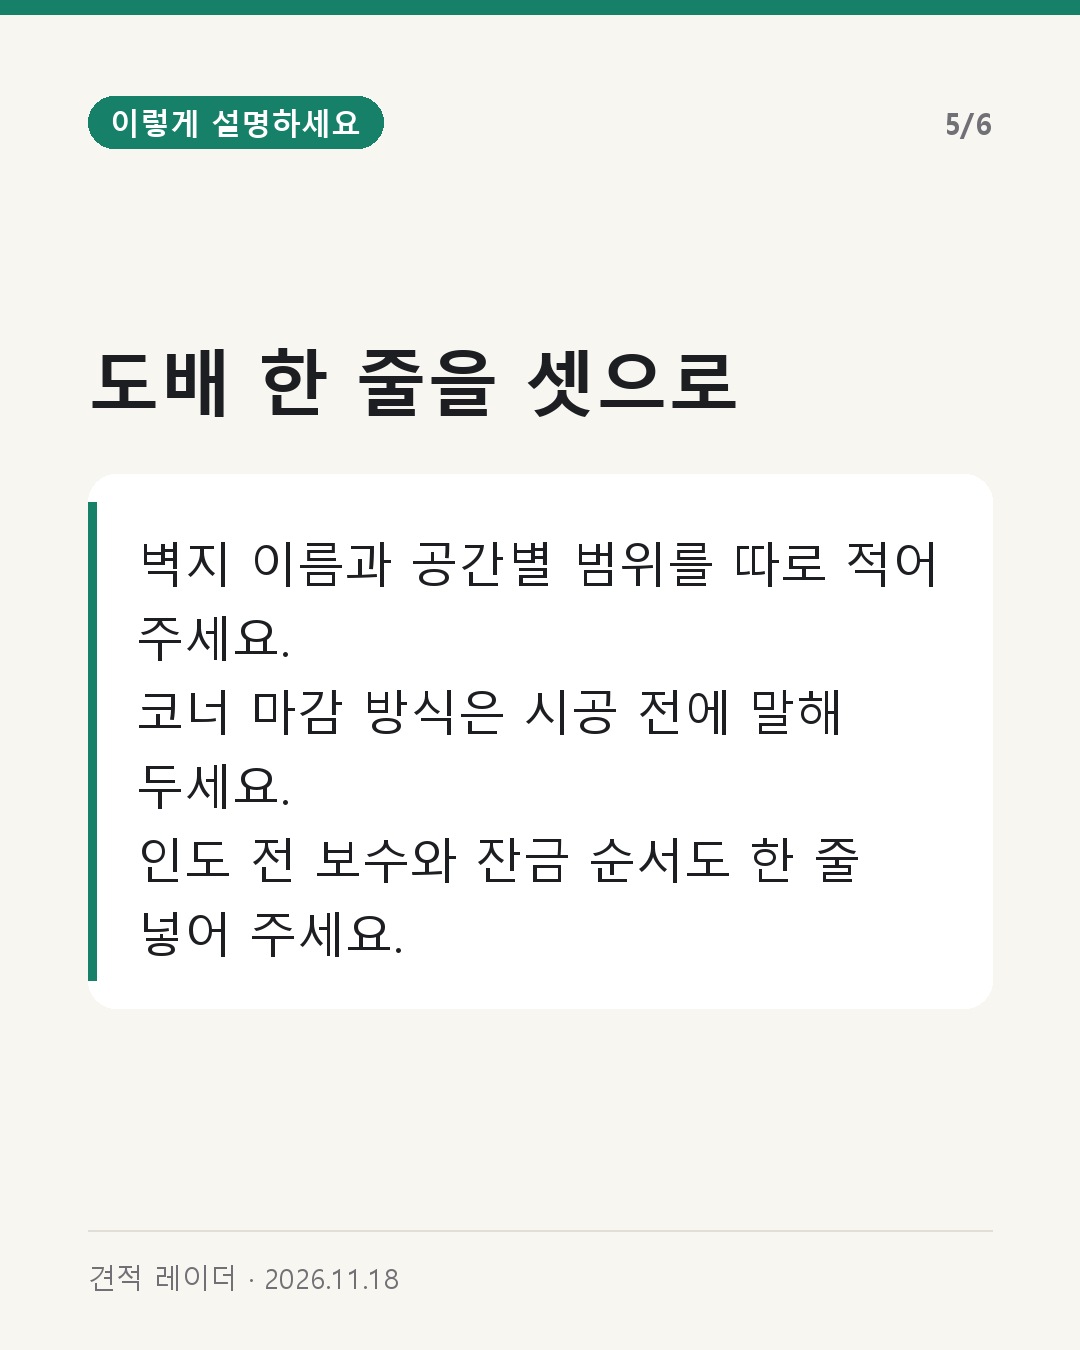 이렇게 설명하세요
5/6
도배 한 줄을 셋으로
벽지 이름과 공간별 범위를 따로 적어
주세요.
코너 마감 방식은 시공 전에 말해
두세요.
인도 전 보수와 잔금 순서도 한 줄
넣어 주세요.
견적 레이더 · 2026.11.18